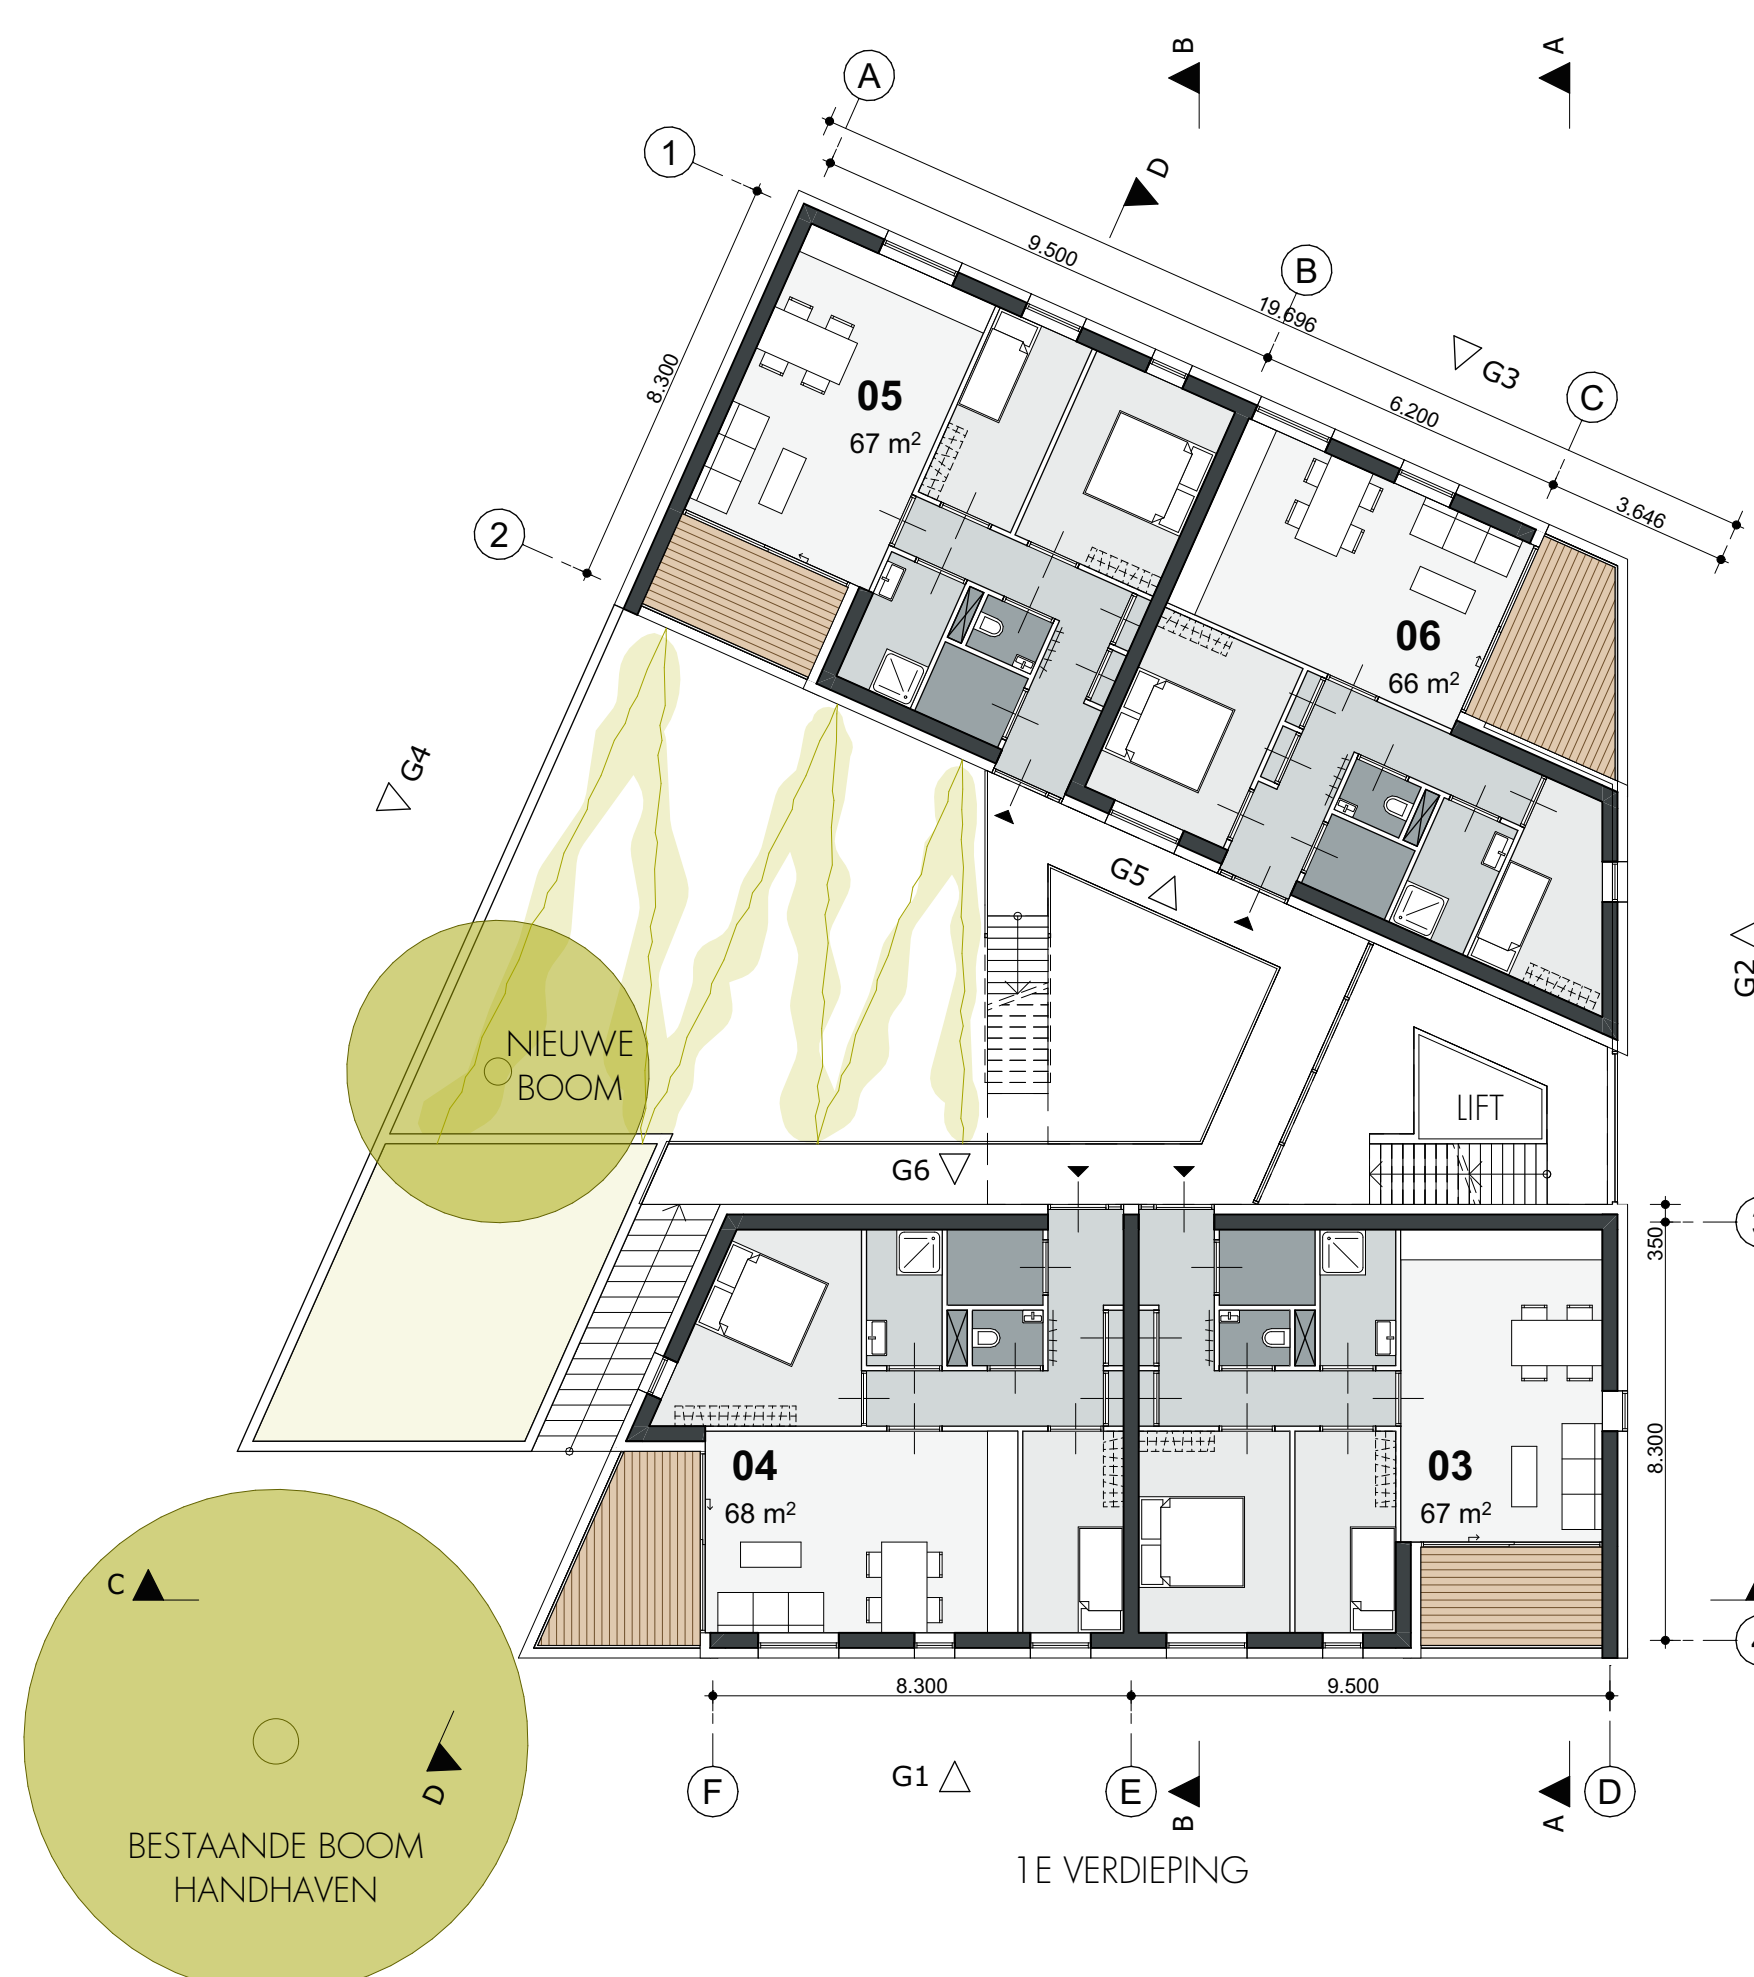 B
A
A
1
D
9.500
B
19.696
G3
C
6.200
3.646
8.300
05
67 m²
2
06
66 m²
G4
G5
G2
NIEUWE
BOOM
LIFT
G6
350
04
68 m²
03
67 m²
8.300
C
8.300
9.500
F
G1
E
B
A
D
D
BESTAANDE BOOM
HANDHAVEN
1E VERDIEPING